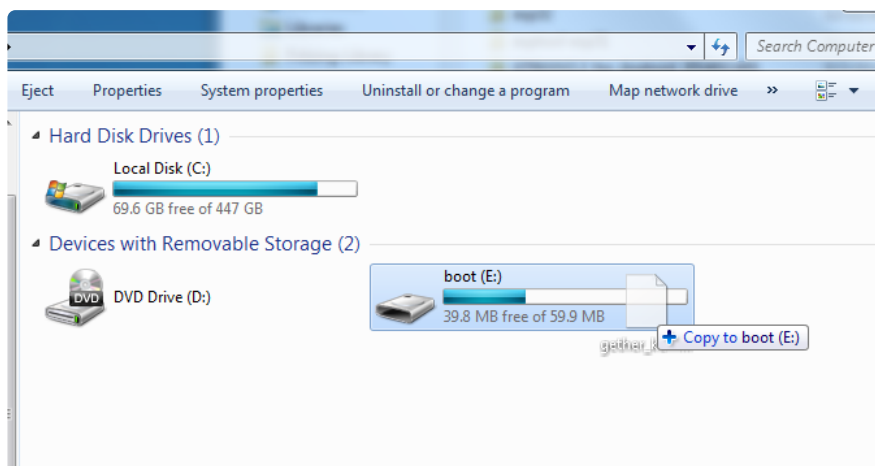 Search Computer
Eject Properties System properties Uninstall or change a program Map network drive »
Hard Disk Drives (1)
Local Disk (C:)
69.6 GB free of 447 GB
Devices with Removable Storage (2)
DVD
DVD Drive (D:)
boot (E:)
39.8 MB free of 59.9 MB
Copy to boot (E:)